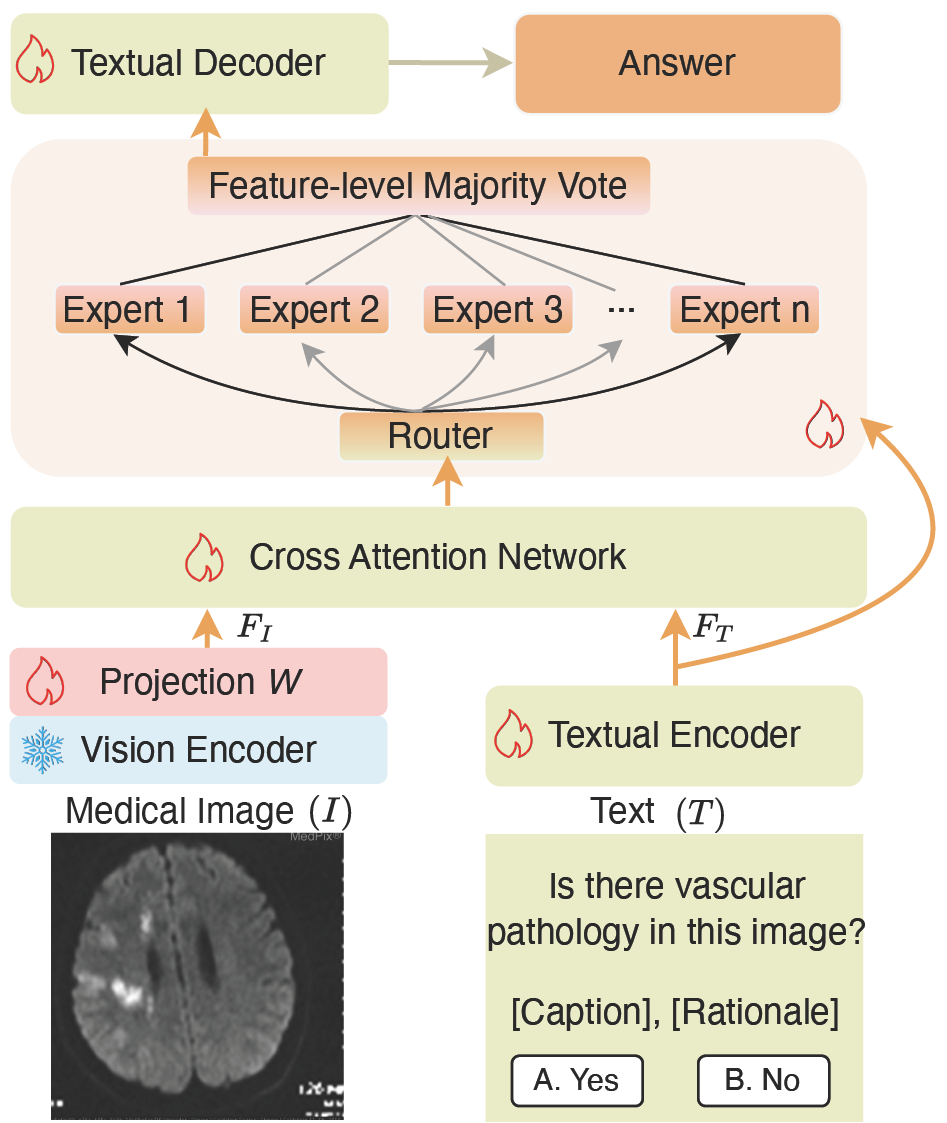 Textual Decoder
Answer
Feature-level Majority Vote
Expert 1
Expert 2
Expert 3
...
Expert n
Router
Cross Attention Network
F_I
F_T
Projection W
Vision Encoder
Textual Encoder
Medical Image (I)
Text (T)
MedPix®
Is there vascular
pathology in this image?
[Caption], [Rationale]
A. Yes
B. No